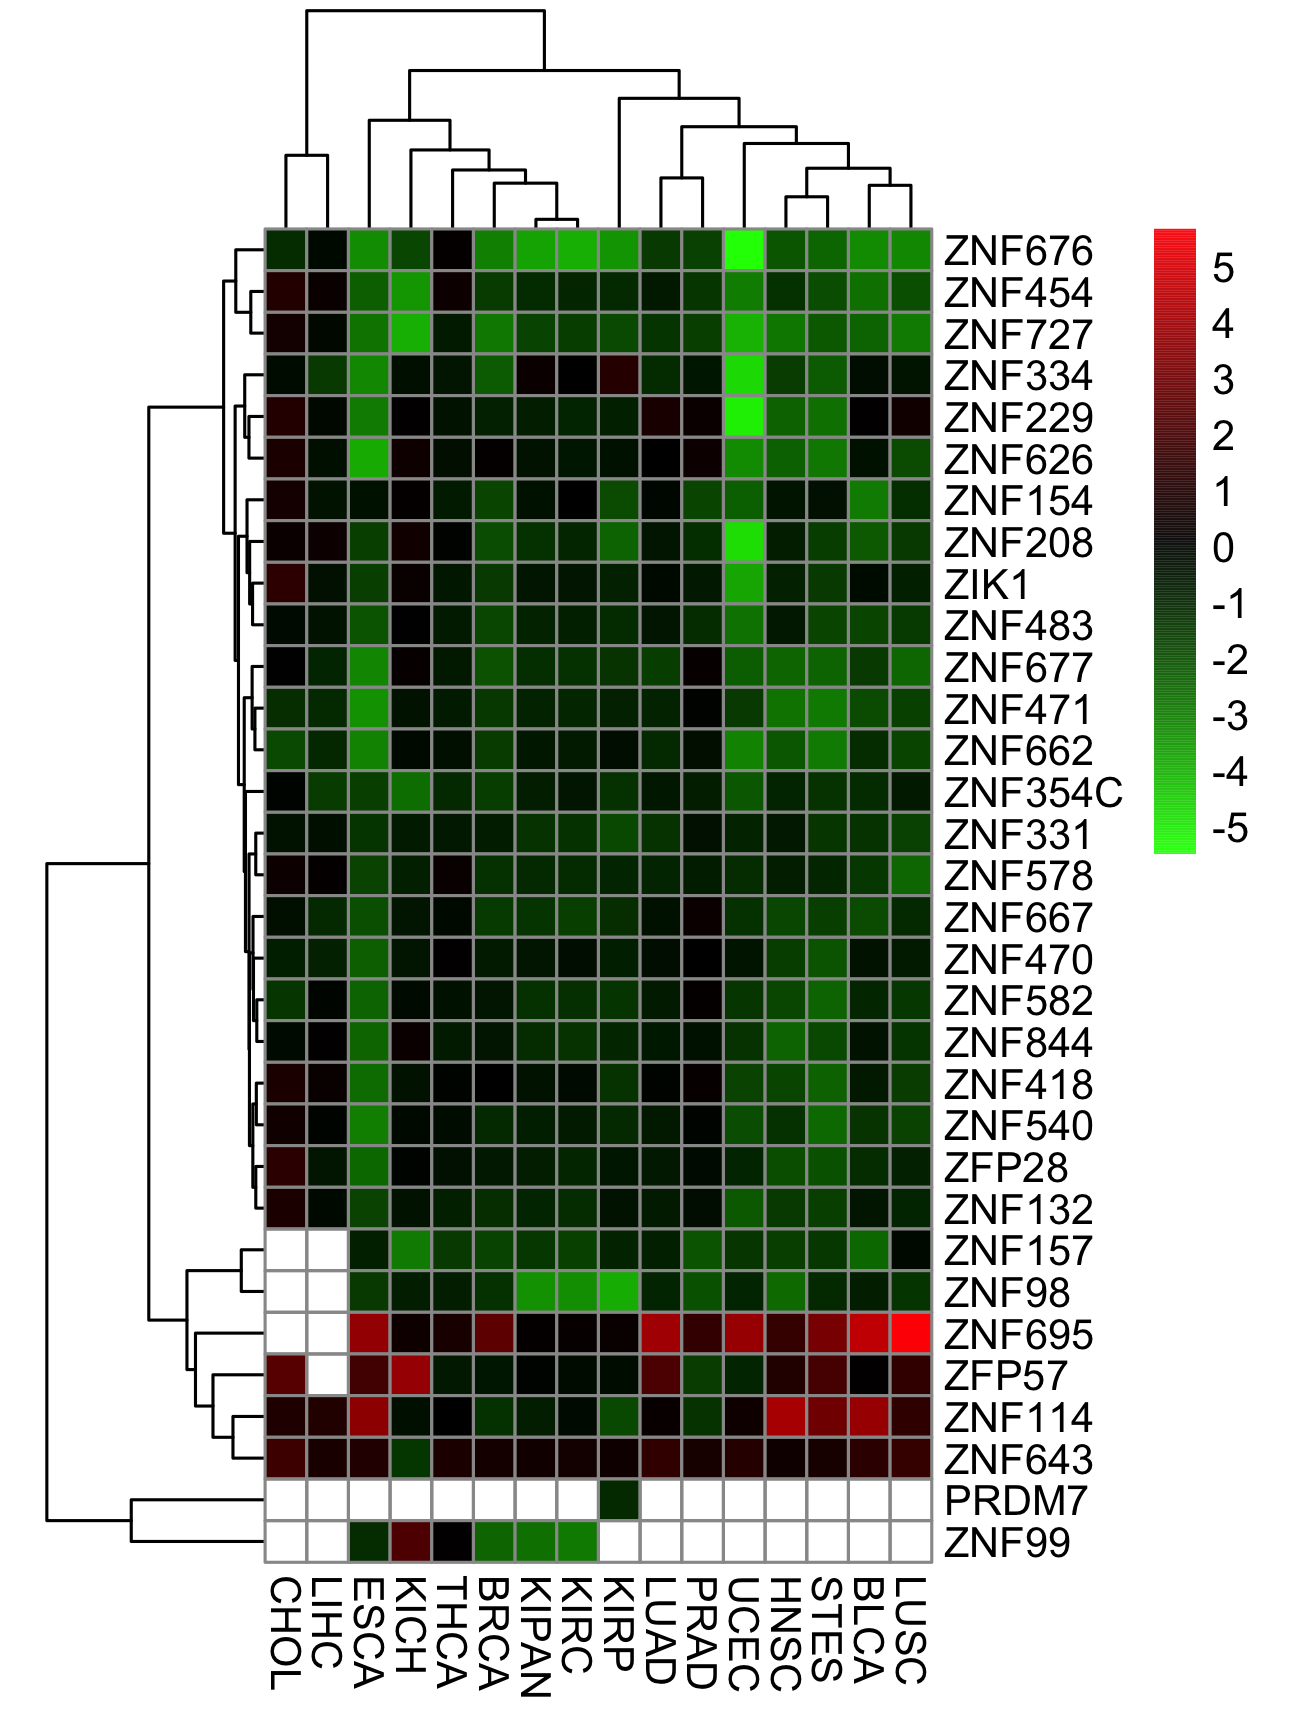 ZNF676
ZNF454
ZNF727
ZNF334
ZNF229
ZNF626
ZNF154
ZNF208
ZIK1
ZNF483
ZNF677
ZNF471
ZNF662
ZNF354C
ZNF331
ZNF578
ZNF667
ZNF470
ZNF582
ZNF844
ZNF418
ZNF540
ZFP28
ZNF132
ZNF157
ZNF98
ZNF695
ZFP57
ZNF114
ZNF643
PRDM7
ZNF99
5
4
3
2
1
0
-1
-2
-3
-4
-5
CHOL
LIHC
ESCA
KICH
THCA
BRCA
KIPAN
KIRC
KIRP
LUAD
PRAD
UCEC
HNSC
STES
BLCA
LUSC